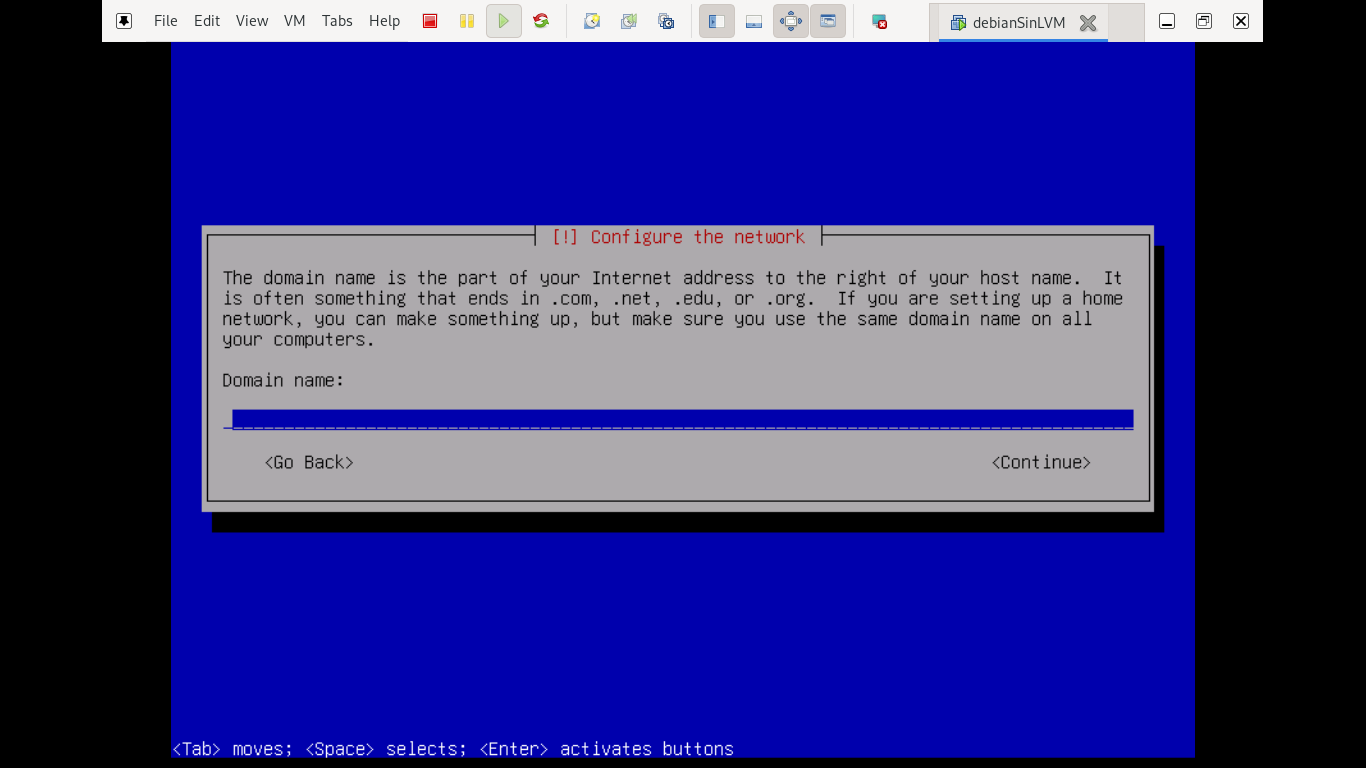 File Edit View VM Tabs Help debianSinLVM
[!] Configure the network
The domain name is the part of your Internet address to the right of your host name.  It
is often something that ends in .com, .net, .edu, or .org.  If you are setting up a home
network, you can make something up, but make sure you use the same domain name on all
your computers.
Domain name:
<Go Back> <Continue>
<Tab> moves; <Space> selects; <Enter> activates buttons